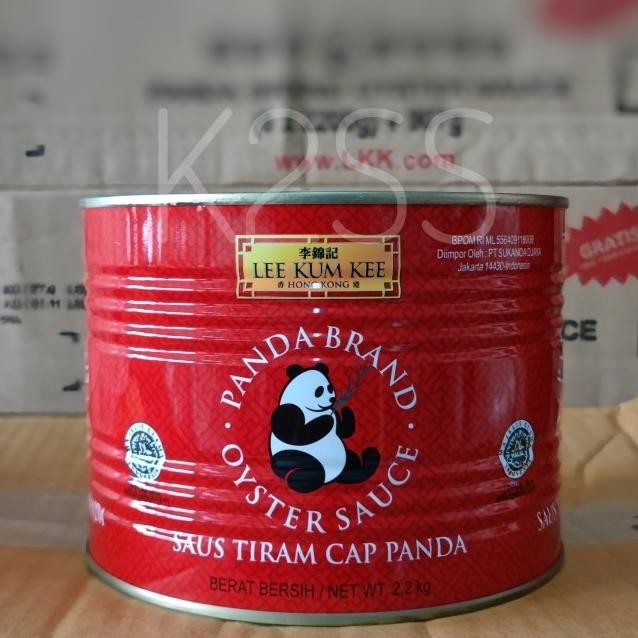 www.LKK.com
K2SS
李錦記
LEE KUM KEE
香 HONG KONG 港
BPOM RI ML 556409118009
Diimpor Oleh : PT SUKANDA DJAYA
Jakarta 14430-Indonesia
GRATIS
PANDA BRAND
OYSTER SAUCE
SAUS TIRAM CAP PANDA
BERAT BERSIH / NET WT. 2,2 kg